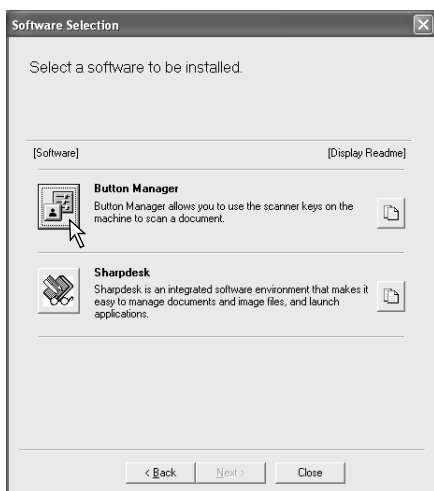 Software Selection
Select a software to be installed.
[Software] [Display Readme]
Button Manager
Button Manager allows you to use the scanner keys on the
machine to scan a document.
Sharpdesk
Sharpdesk is an integrated software environment that makes it
easy to manage documents and image files, and launch
applications.
< Back Next > Close